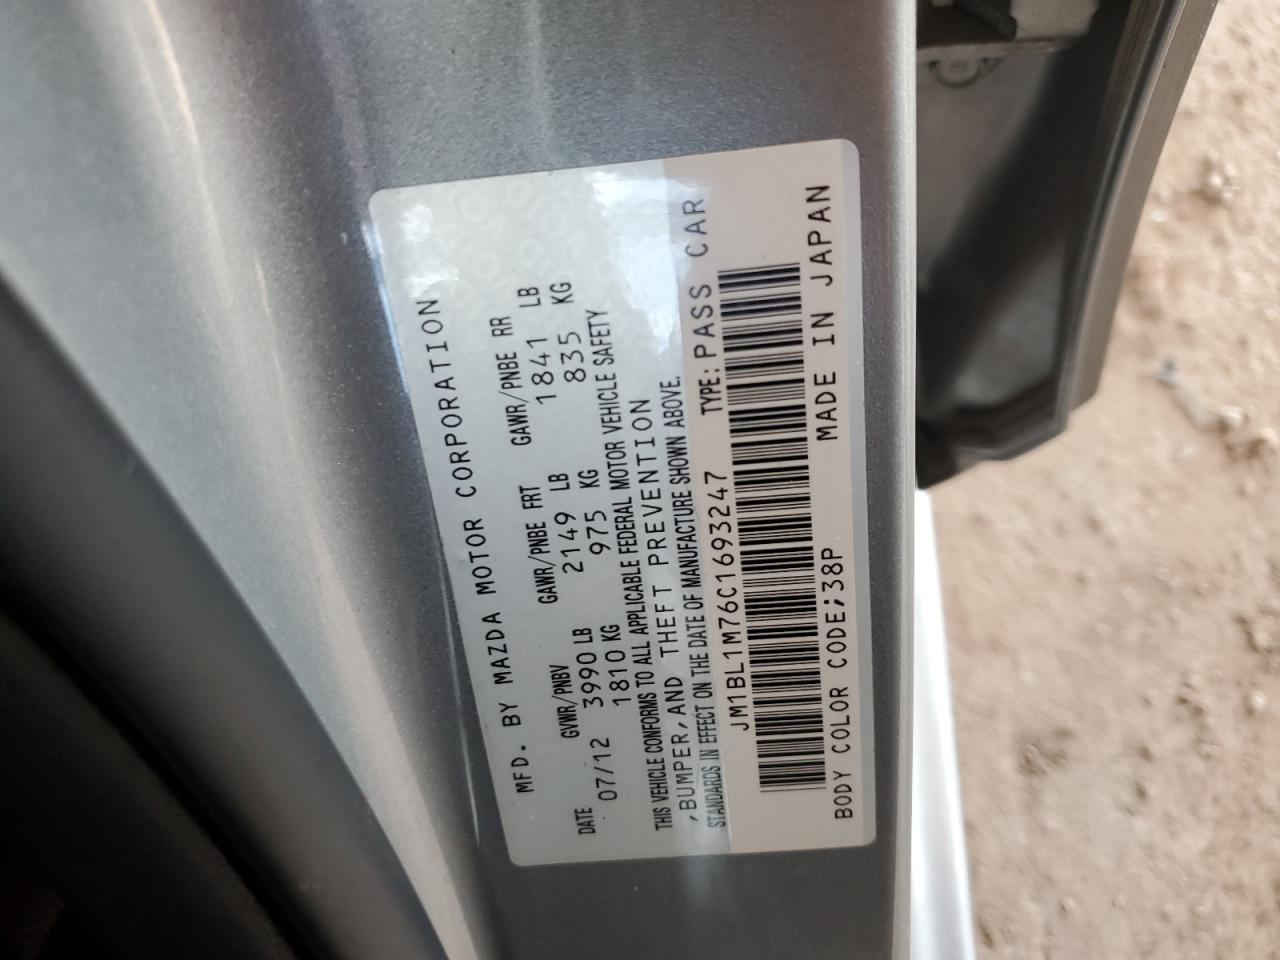 MFD. BY MAZDA MOTOR CORPORATION
DATE GVWR/PNBV GAWR/PNBE FRT GAWR/PNBE RR
07/12 3990 LB 2149 LB 1841 LB
1810 KG 975 KG 835 KG
THIS VEHICLE CONFORMS TO ALL APPLICABLE FEDERAL MOTOR VEHICLE SAFETY
,BUMPER,AND THEFT PREVENTION
STANDARDS IN EFFECT ON THE DATE OF MANUFACTURE SHOWN ABOVE.
JM1BL1M76C1693247 TYPE:PASS CAR
BODY COLOR CODE;38P MADE IN JAPAN